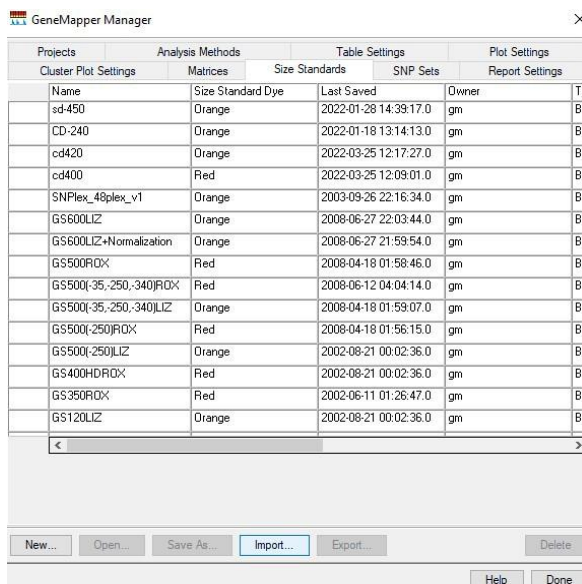 GeneMapper Manager
Projects Analysis Methods Table Settings Plot Settings
Cluster Plot Settings Matrices Size Standards SNP Sets Report Settings
Name Size Standard Dye Last Saved Owner T
sd-450 Orange 2022-01-28 14:39:17.0 gm B
CD-240 Orange 2022-01-18 13:14:13.0 gm B
cd420 Orange 2022-03-25 12:17:27.0 gm B
cd400 Red 2022-03-25 12:09:01.0 gm B
SNPlex_48plex_v1 Orange 2003-09-26 22:16:34.0 gm B
GS600LIZ Orange 2008-06-27 22:03:44.0 gm B
GS600LIZ+Normalization Orange 2008-06-27 21:59:54.0 gm B
GS500ROX Red 2008-04-18 01:58:46.0 gm B
GS500(-35,-250,-340)ROX Red 2008-06-12 04:04:14.0 gm B
GS500(-35,-250,-340)LIZ Orange 2008-04-18 01:59:07.0 gm B
GS500(-250)ROX Red 2008-04-18 01:56:15.0 gm B
GS500(-250)LIZ Orange 2002-08-21 00:02:36.0 gm B
GS400HDROX Red 2002-08-21 00:02:36.0 gm B
GS350ROX Red 2002-06-11 01:26:47.0 gm B
GS120LIZ Orange 2002-08-21 00:02:36.0 gm B
New... Open... Save As... Import... Export... Delete
Help Done